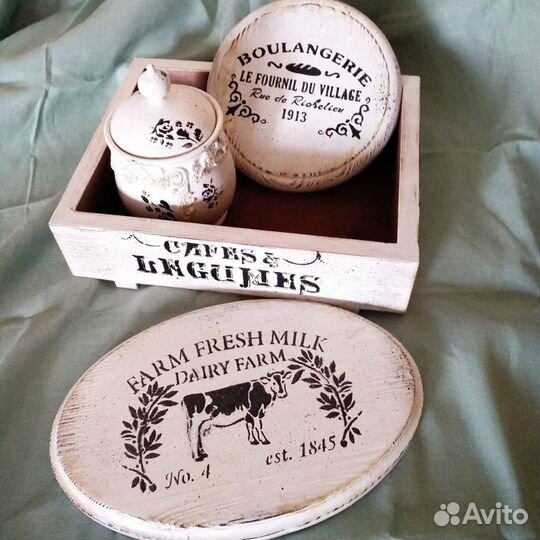 BOULANGERIE
LE FOURNIL DU VILLAGE
Rue de Richelieu
1913
CAFES &
LEGUMES
FARM FRESH MILK
DAIRY FARM
No. 4 est. 1845
Avito